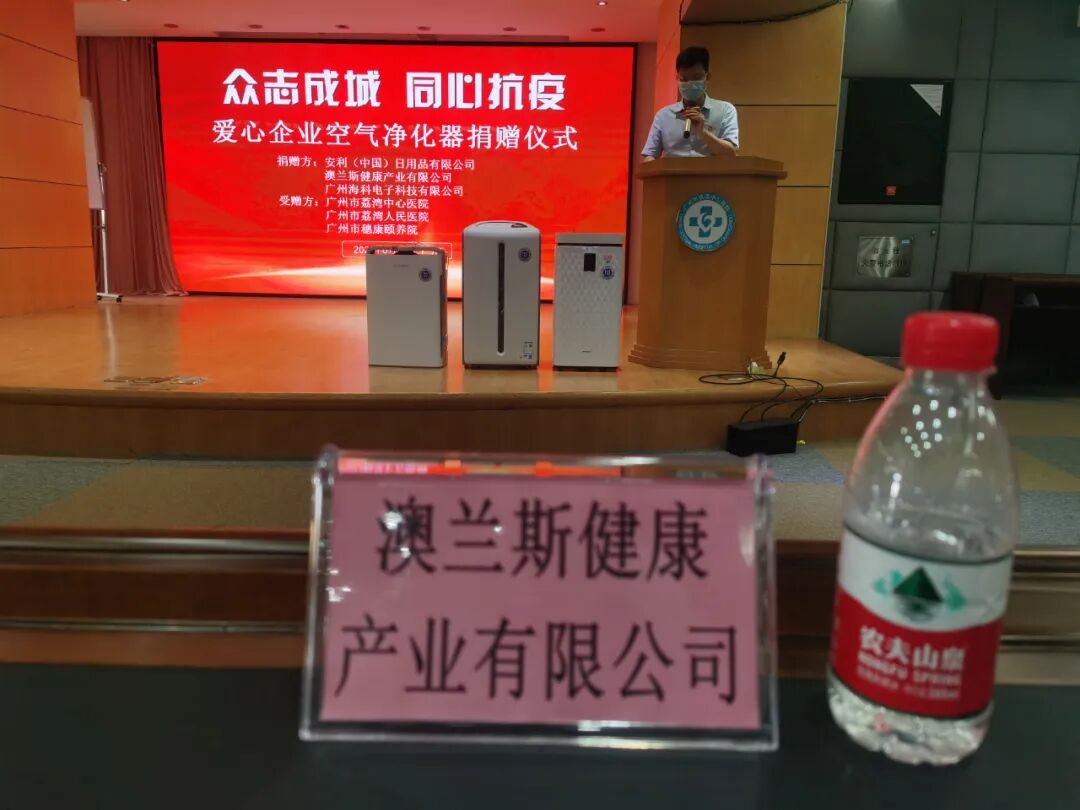 众志成城 同心抗疫
爱心企业空气净化器捐赠仪式
捐赠方：安利（中国）日用品有限公司
澳兰斯健康产业有限公司
广州海科电子科技有限公司
受赠方：广州市荔湾中心医院
广州市荔湾人民医院
广州市穗康颐养院
澳兰斯健康
产业有限公司
农夫山泉
NONGFU SPRING